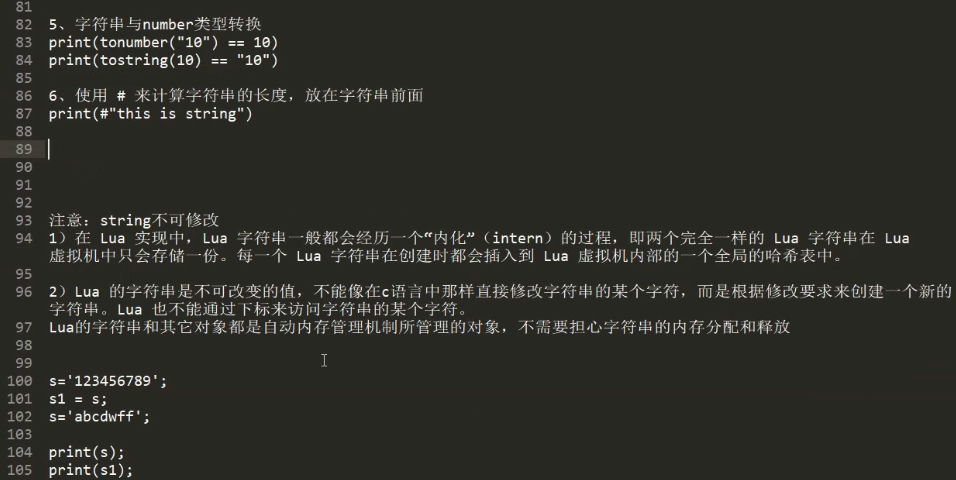 81
82 5、字符串与number类型转换
83 print(tonumber("10") == 10)
84 print(tostring(10) == "10")
85
86 6、使用 # 来计算字符串的长度，放在字符串前面
87 print(#"this is string")
88
89
90
91
92
93 注意：string不可修改
94 1）在 Lua 实现中，Lua 字符串一般都会经历一个“内化”（intern）的过程，即两个完全一样的 Lua 字符串在 Lua
虚拟机中只会存储一份。每一个 Lua 字符串在创建时都会插入到 Lua 虚拟机内部的一个全局的哈希表中。
95
96 2）Lua 的字符串是不可改变的值，不能像在c语言中那样直接修改字符串的某个字符，而是根据修改要求来创建一个新的
字符串。Lua 也不能通过下标来访问字符串的某个字符。
97 Lua的字符串和其它对象都是自动内存管理机制所管理的对象，不需要担心字符串的内存分配和释放
98
99
100 s='123456789';
101 s1 = s;
102 s='abcdwff';
103
104 print(s);
105 print(s1);